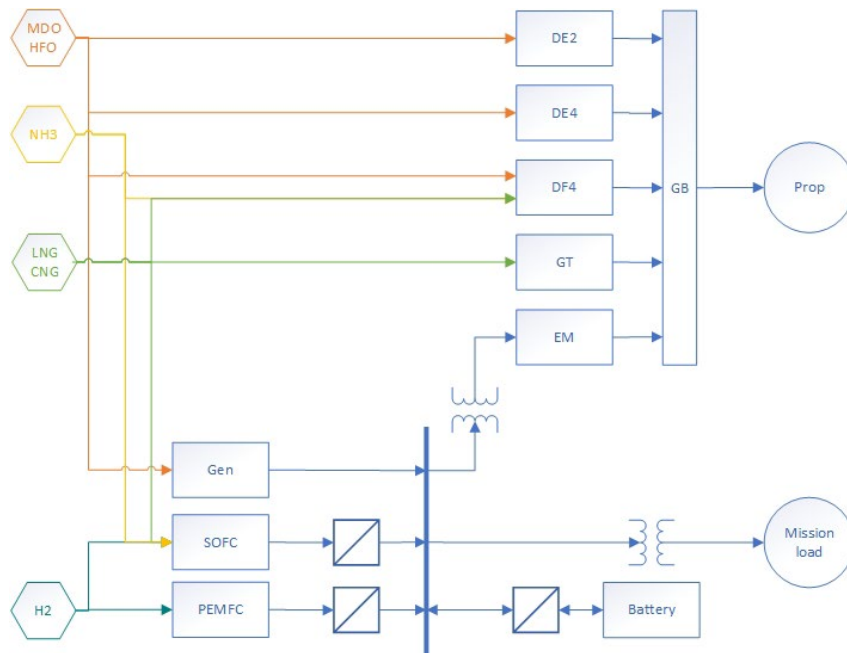 MDO
HFO
DE2
NH3
DE4
DF4
GB
Prop
LNG
CNG
GT
EM
Gen
SOFC
Mission
load
H2
PEMFC
Battery